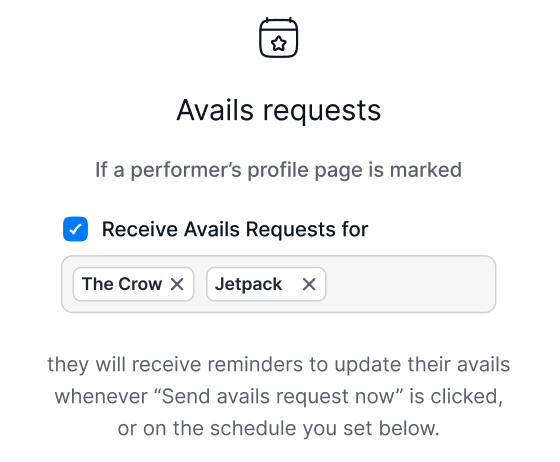 Avails requests
If a performer’s profile page is marked
Receive Avails Requests for
The Crow Jetpack
they will receive reminders to update their avails
whenever “Send avails request now” is clicked,
or on the schedule you set below.